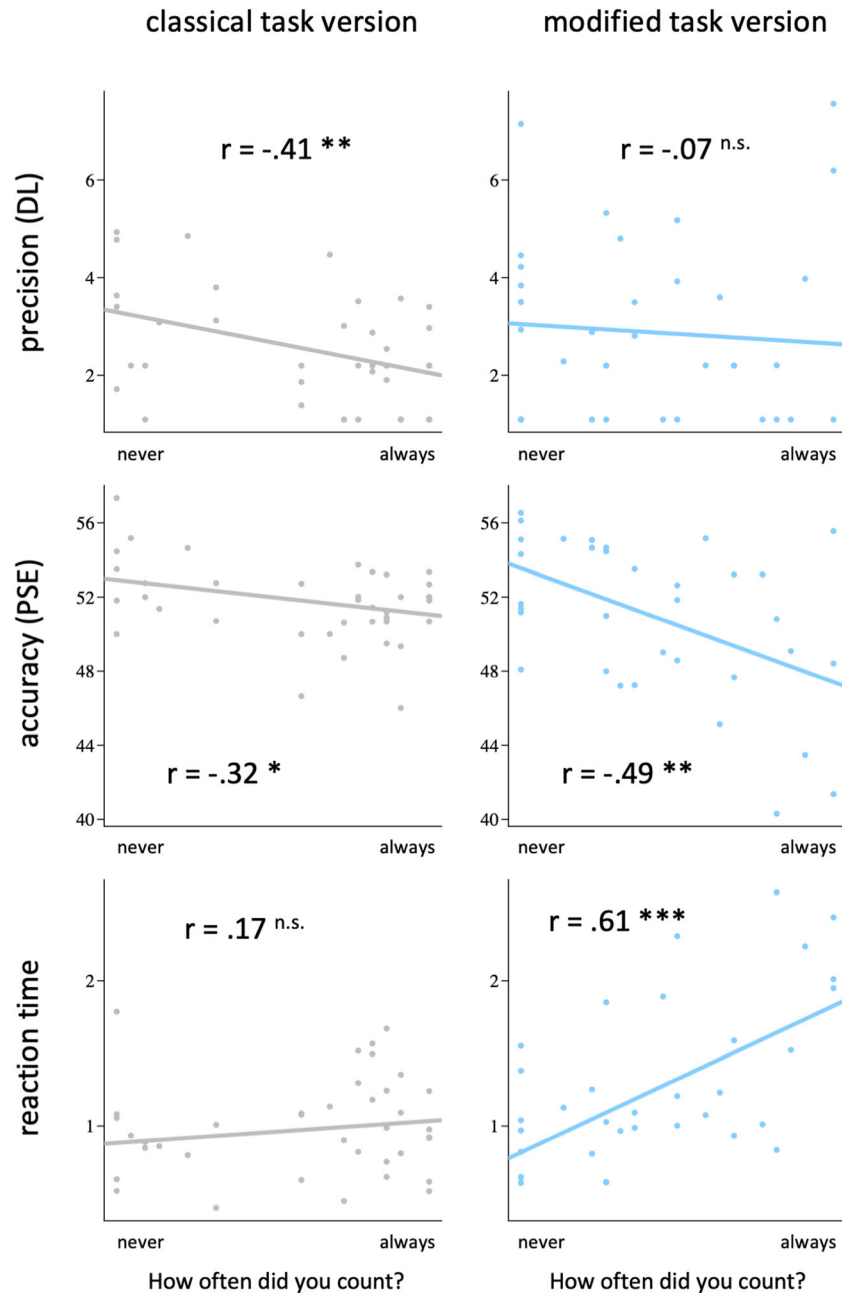 classical task version
modified task version
precision (DL)
r = -.41 **
6
4
2
never
always
r = -.07 n.s.
never
always
accuracy (PSE)
56
52
48
44
40
r = -.32 *
never
always
56
52
48
44
40
r = -.49 **
never
always
reaction time
2
1
r = .17 n.s.
never
always
How often did you count?
2
1
r = .61 ***
never
always
How often did you count?